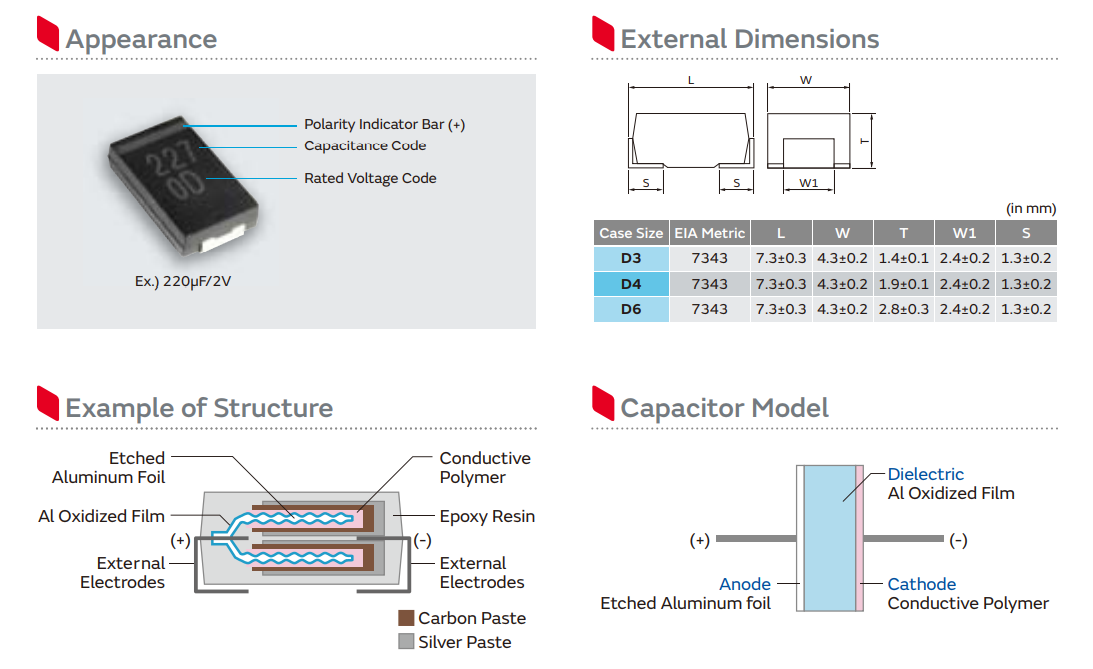 Appearance
Polarity Indicator Bar (+)
Capacitance Code
Rated Voltage Code
227
0D
Ex.) 220μF/2V
External Dimensions
L
W
T
S
S
W1
(in mm)
Case Size EIA Metric L W T W1 S
D3 7343 7.3±0.3 4.3±0.2 1.4±0.1 2.4±0.2 1.3±0.2
D4 7343 7.3±0.3 4.3±0.2 1.9±0.1 2.4±0.2 1.3±0.2
D6 7343 7.3±0.3 4.3±0.2 2.8±0.3 2.4±0.2 1.3±0.2
Example of Structure
Etched
Aluminum Foil
Al Oxidized Film
(+)
External
Electrodes
Conductive
Polymer
Epoxy Resin
(-)
External
Electrodes
Carbon Paste
Silver Paste
Capacitor Model
Dielectric
Al Oxidized Film
(+)
(-)
Anode
Etched Aluminum foil
Cathode
Conductive Polymer